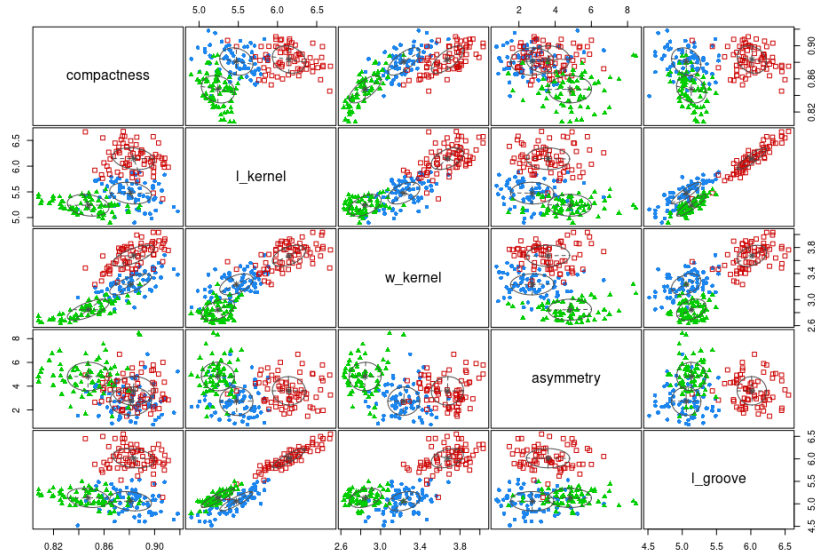 2 4 6 8
5.0 5.5 6.0 6.5
compactness
0.82 0.86 0.90
5.0 5.5 6.0 6.5
l_kernel
w_kernel
2.6 3.0 3.4 3.8
2 4 6 8
asymmetry
l_groove
4.5 5.0 5.5 6.0 6.5
0.82 0.86 0.90
2.6 3.0 3.4 3.8
4.5 5.0 5.5 6.0 6.5